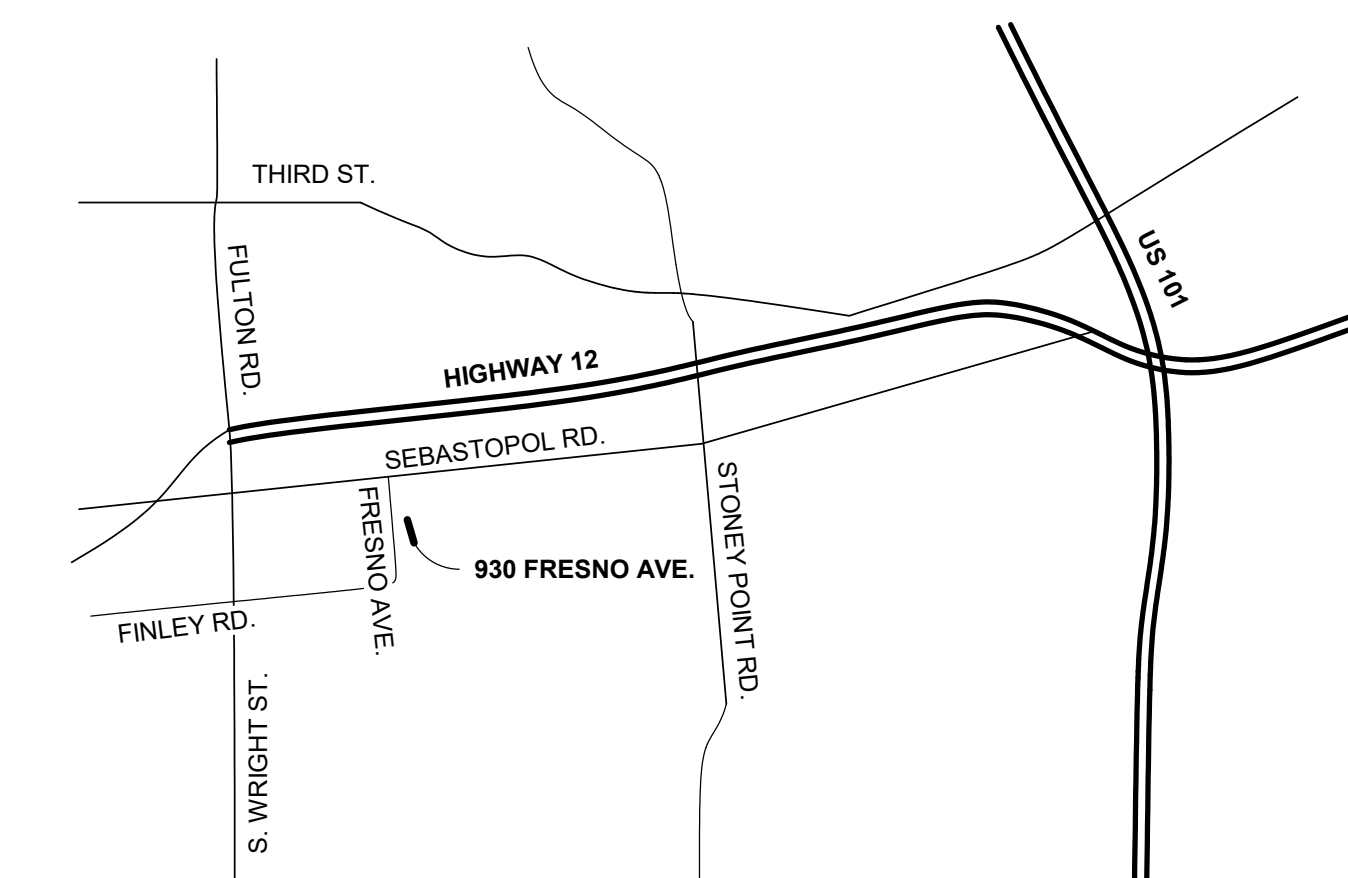 THIRD ST.
FULTON RD.
US 101
HIGHWAY 12
SEBASTOPOL RD.
FRESNO AVE.
STONEY POINT RD.
930 FRESNO AVE.
FINLEY RD.
S. WRIGHT ST.